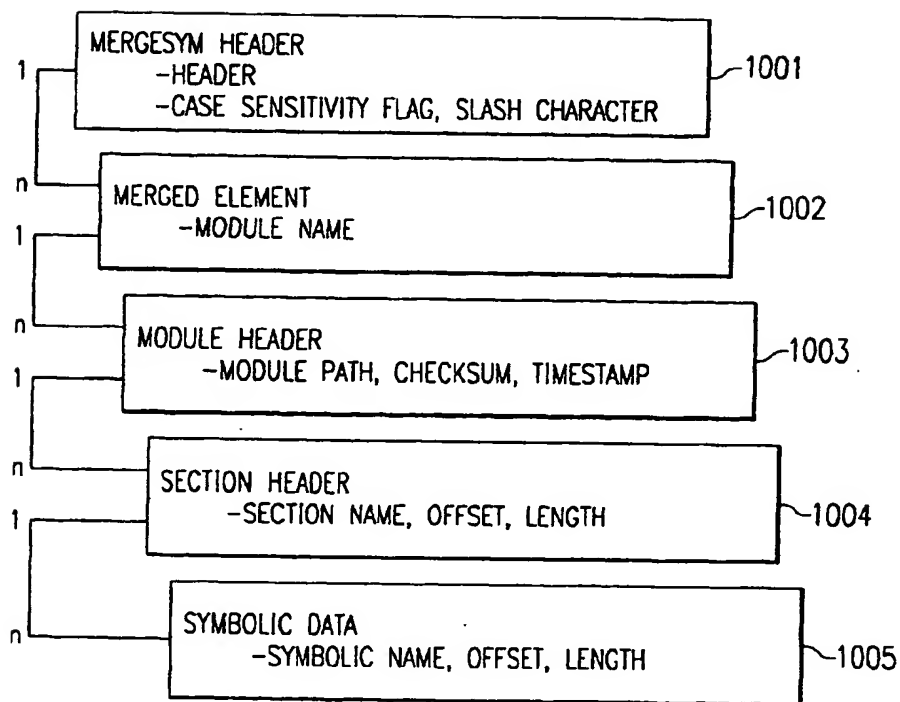 MERGESYM HEADER
-HEADER
-CASE SENSITIVITY FLAG, SLASH CHARACTER
1001
1
n
MERGED ELEMENT
-MODULE NAME
1002
1
n
MODULE HEADER
-MODULE PATH, CHECKSUM, TIMESTAMP
1003
1
n
SECTION HEADER
-SECTION NAME, OFFSET, LENGTH
1004
1
n
SYMBOLIC DATA
-SYMBOLIC NAME, OFFSET, LENGTH
1005